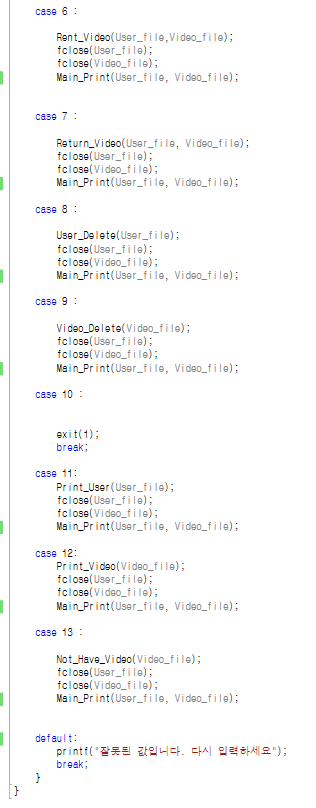 case 6 :
Rent_Video(User_file,Video_file);
fclose(User_file);
fclose(Video_file);
Main_Print(User_file, Video_file);
case 7 :
Return_Video(User_file, Video_file);
fclose(User_file);
fclose(Video_file);
Main_Print(User_file, Video_file);
case 8 :
User_Delete(User_file);
fclose(User_file);
fclose(Video_file);
Main_Print(User_file, Video_file);
case 9 :
Video_Delete(Video_file);
fclose(User_file);
fclose(Video_file);
Main_Print(User_file, Video_file);
case 10 :
exit(1);
break;
case 11:
Print_User(User_file);
fclose(User_file);
fclose(Video_file);
Main_Print(User_file, Video_file);
case 12:
Print_Video(Video_file);
fclose(User_file);
fclose(Video_file);
Main_Print(User_file, Video_file);
case 13 :
Not_Have_Video(Video_file);
fclose(User_file);
fclose(Video_file);
Main_Print(User_file, Video_file);
default:
printf("잘못된 값입니다. 다시 입력하세요");
break;
}
}